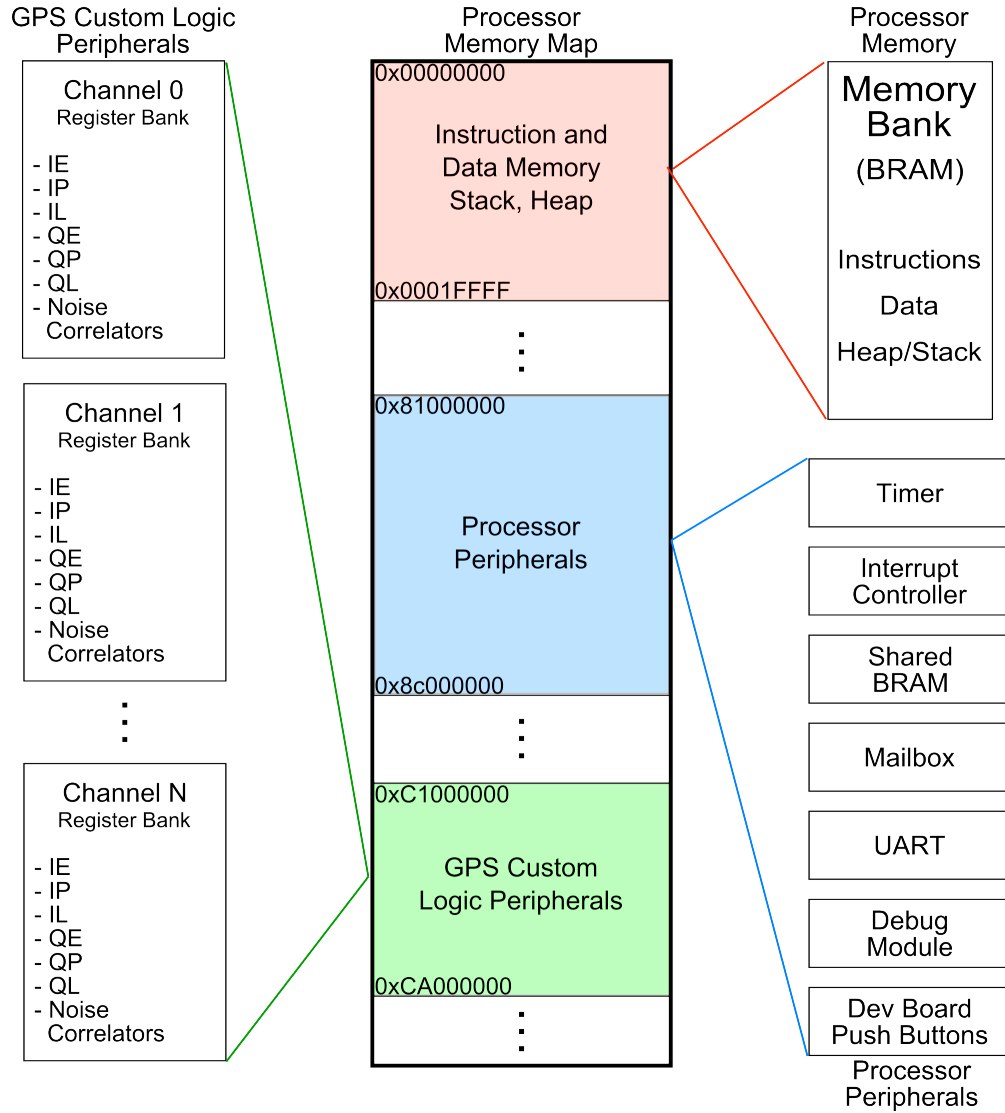 GPS Custom Logic
Peripherals
Channel 0
Register Bank
- IE
- IP
- IL
- QE
- QP
- QL
- Noise
Correlators
Channel 1
Register Bank
- IE
- IP
- IL
- QE
- QP
- QL
- Noise
Correlators
Channel N
Register Bank
- IE
- IP
- IL
- QE
- QP
- QL
- Noise
Correlators
Processor
Memory Map
0x00000000
Instruction and
Data Memory
Stack, Heap
0x0001FFFF
0x81000000
Processor
Peripherals
0x8c000000
0xC1000000
GPS Custom
Logic Peripherals
0xCA000000
Processor
Memory
Memory
Bank
(BRAM)
Instructions
Data
Heap/Stack
Timer
Interrupt
Controller
Shared
BRAM
Mailbox
UART
Debug
Module
Dev Board
Push Buttons
Processor
Peripherals